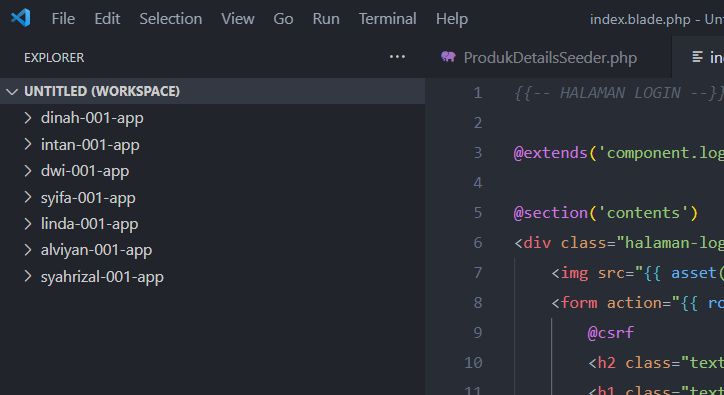 File Edit Selection View Go Run Terminal Help index.blade.php - Un
EXPLORER ···
ProdukDetailsSeeder.php in
UNTITLED (WORKSPACE)
dinah-001-app
intan-001-app
dwi-001-app
syifa-001-app
linda-001-app
alviyan-001-app
syahrizal-001-app
1 {{-- HALAMAN LOGIN --}}
2
3 @extends('component.log
4
5 @section('contents')
6 <div class="halaman-log
7 <img src="{{ asset(
8 <form action="{{ ro
9 @csrf
10 <h2 class="text
11 <h1 class="text